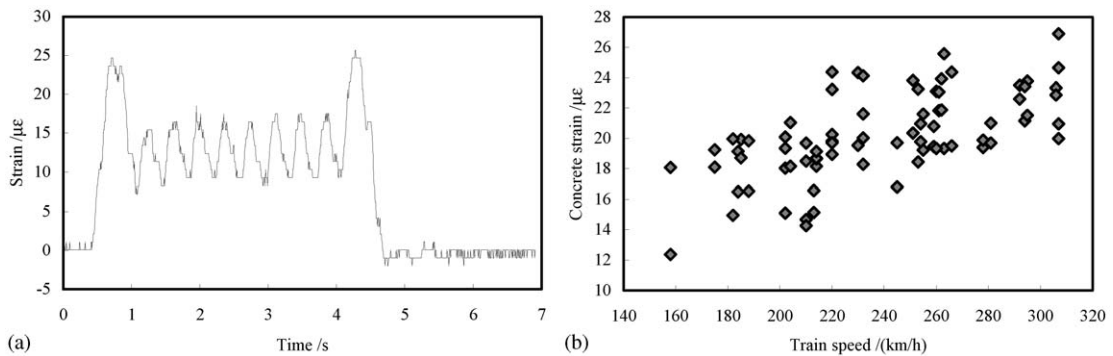 30
25
20
15
10
5
0
-5
Strain /με
0 1 2 3 4 5 6 7
Time /s
(a)
28
26
24
22
20
18
16
14
12
10
Concrete strain /με
140 160 180 200 220 240 260 280 300 320
Train speed /(km/h)
(b)